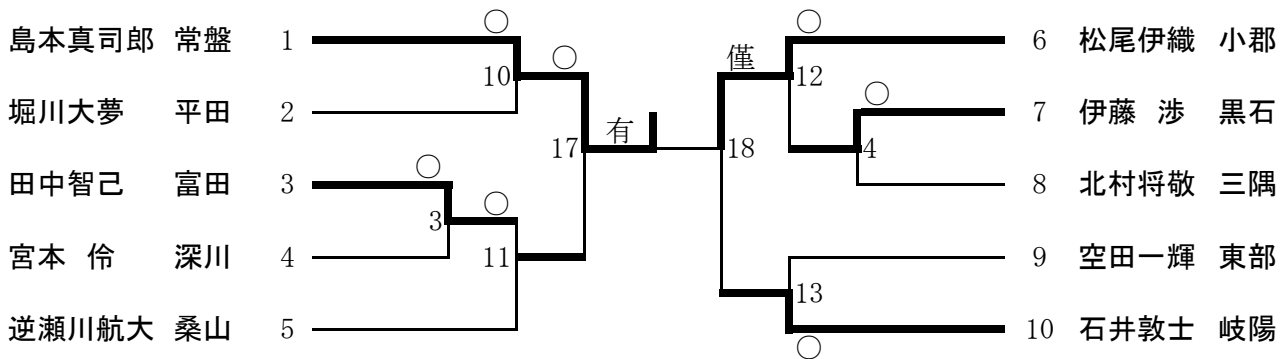 島本真司郎 常盤 1
堀川大夢 平田 2
田中智己 富田 3
宮本 伶 深川 4
逆瀬川航大 桑山 5
○
10
○
17
有
○
3
○
11
6 松尾伊織 小郡
7 伊藤 渉 黒石
8 北村将敬 三隅
9 空田一輝 東部
10 石井敦士 岐陽
○
僅
12
○
4
18
13
○